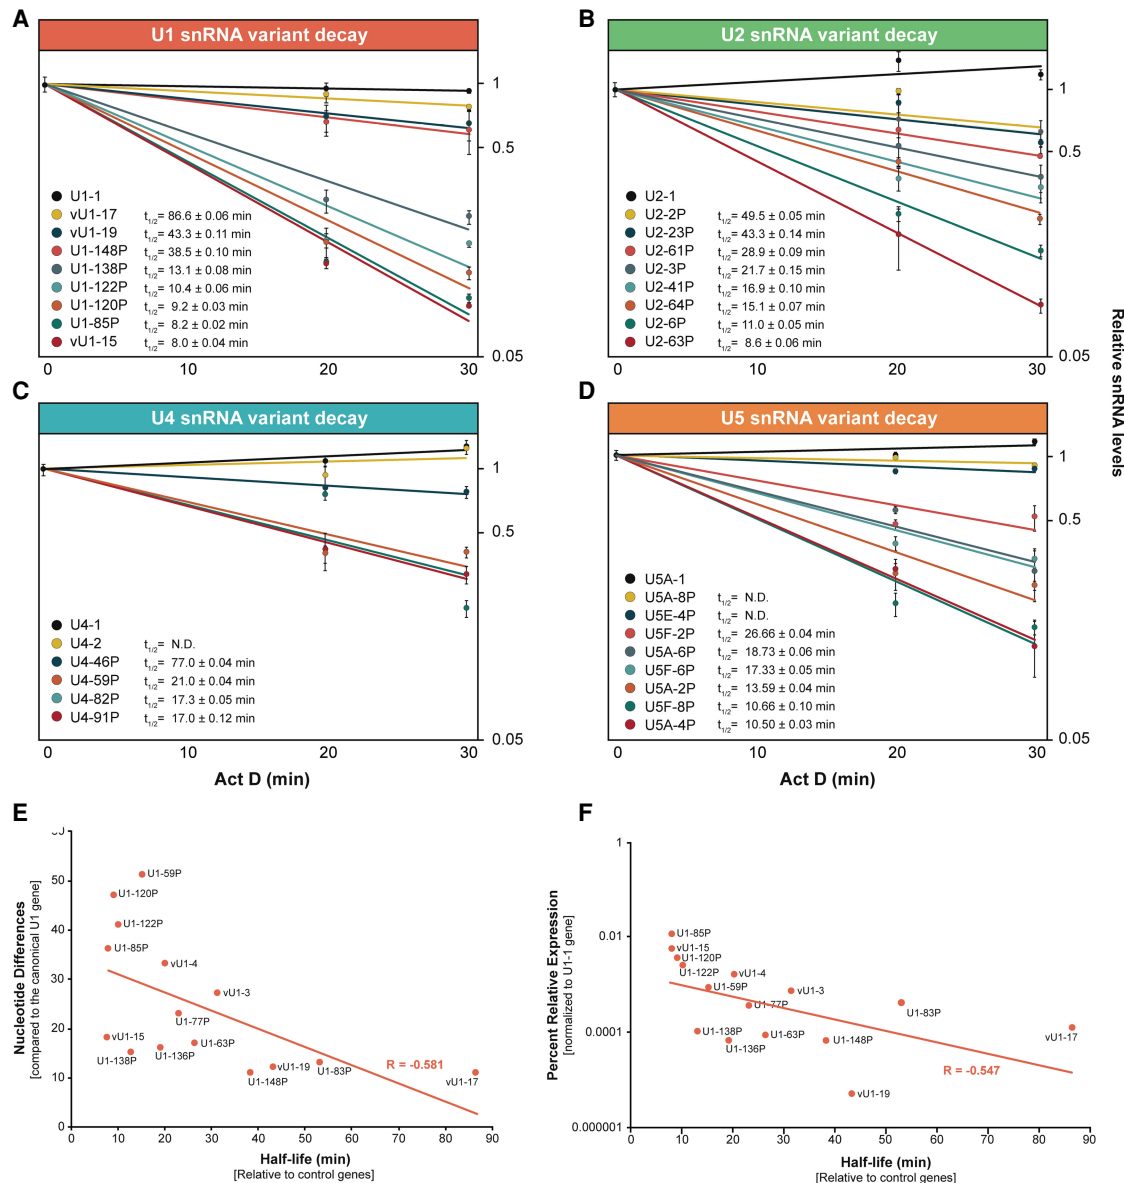 A
U1 snRNA variant decay
1
0.5
0.05
U1-1
vU1-17 t1/2= 86.6 ± 0.06 min
vU1-19 t1/2= 43.3 ± 0.11 min
U1-148P t1/2= 38.5 ± 0.10 min
U1-138P t1/2= 13.1 ± 0.08 min
U1-122P t1/2= 10.4 ± 0.06 min
U1-120P t1/2= 9.2 ± 0.03 min
U1-85P t1/2= 8.2 ± 0.02 min
vU1-15 t1/2= 8.0 ± 0.04 min
0 10 20 30
B
U2 snRNA variant decay
1
0.5
0.05
U2-1
U2-2P t1/2= 49.5 ± 0.05 min
U2-23P t1/2= 43.3 ± 0.14 min
U2-61P t1/2= 28.9 ± 0.09 min
U2-3P t1/2= 21.7 ± 0.15 min
U2-41P t1/2= 16.9 ± 0.10 min
U2-64P t1/2= 15.1 ± 0.07 min
U2-6P t1/2= 11.0 ± 0.05 min
U2-63P t1/2= 8.6 ± 0.06 min
0 10 20 30
Relative snRNA levels
C
U4 snRNA variant decay
1
0.5
0.05
U4-1
U4-2 t1/2= N.D.
U4-46P t1/2= 77.0 ± 0.04 min
U4-59P t1/2= 21.0 ± 0.04 min
U4-82P t1/2= 17.3 ± 0.05 min
U4-91P t1/2= 17.0 ± 0.12 min
0 10 20 30
Act D (min)
D
U5 snRNA variant decay
1
0.5
0.05
U5A-1
U5A-8P t1/2= N.D.
U5E-4P t1/2= N.D.
U5F-2P t1/2= 26.66 ± 0.04 min
U5A-6P t1/2= 18.73 ± 0.06 min
U5F-6P t1/2= 17.33 ± 0.05 min
U5A-2P t1/2= 13.59 ± 0.04 min
U5F-8P t1/2= 10.66 ± 0.10 min
U5A-4P t1/2= 10.50 ± 0.03 min
0 10 20 30
Act D (min)
E
Nucleotide Differences
[compared to the canonical U1 gene]
50
40
30
20
10
0
U1-59P
U1-120P
U1-122P
U1-85P
vU1-4
vU1-3
U1-77P
vU1-15
U1-138P
U1-136P
U1-63P
U1-148P
vU1-19
U1-83P
vU1-17
R = -0.581
0 10 20 30 40 50 60 70 80 90
Half-life (min)
[Relative to control genes]
F
Percent Relative Expression
[normalized to U1-1 gene]
1
0.01
0.0001
0.000001
U1-85P
vU1-15
U1-120P
U1-122P
vU1-4
U1-59P
vU1-3
U1-77P
U1-83P
U1-138P
U1-136P
U1-63P
U1-148P
vU1-17
vU1-19
R = -0.547
0 10 20 30 40 50 60 70 80 90
Half-life (min)
[Relative to control genes]